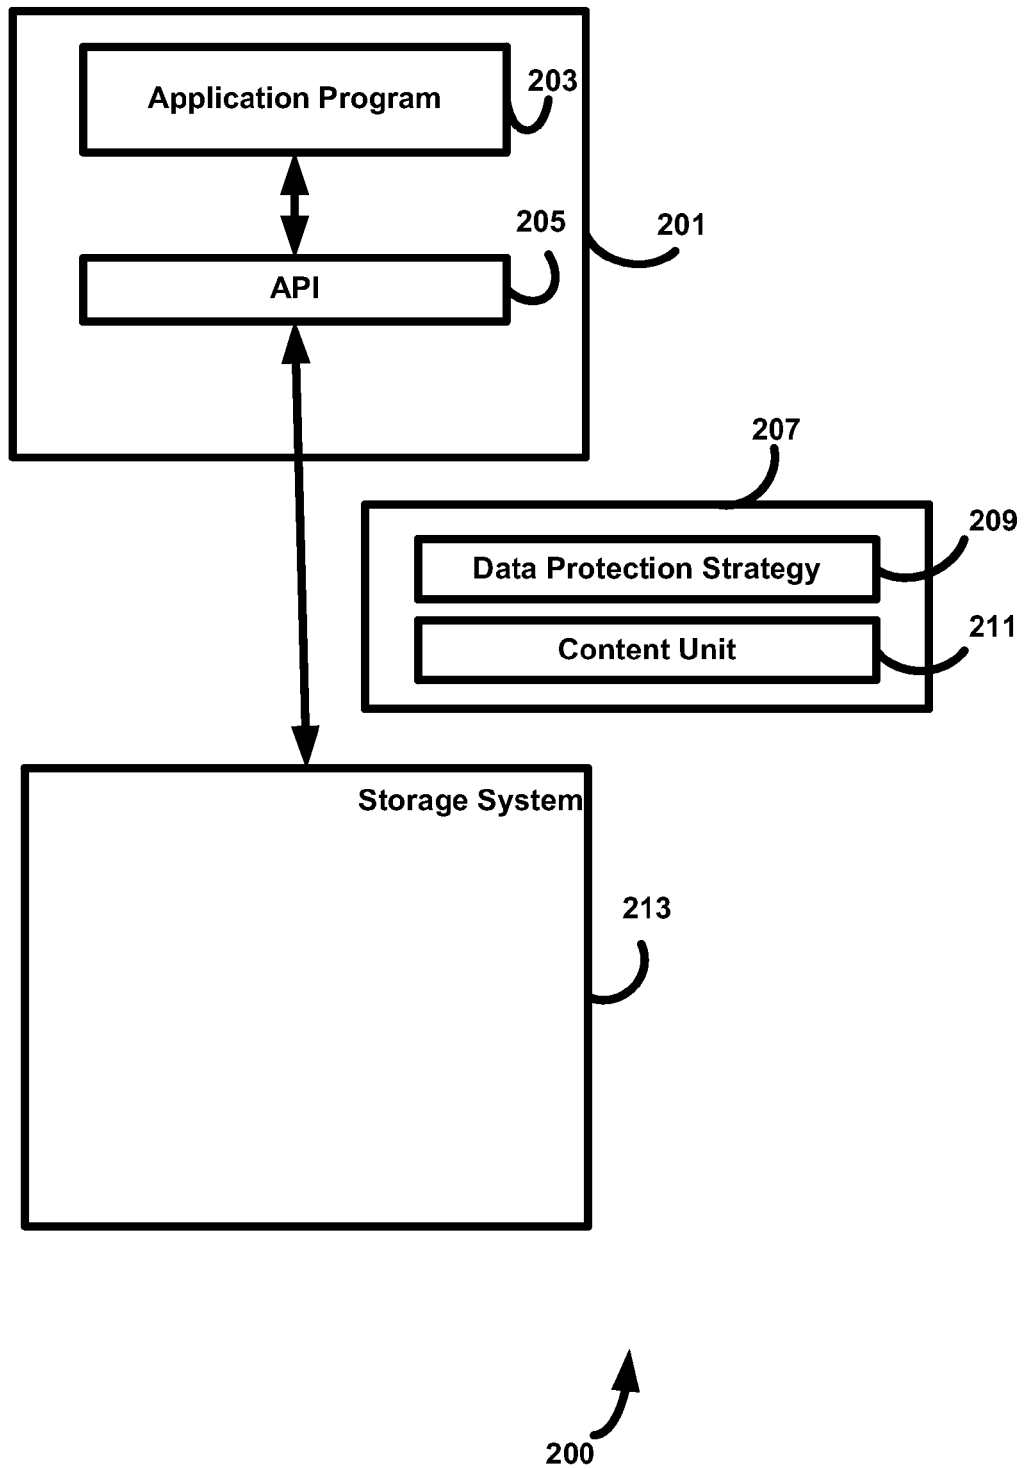 Application Program
203
205
201
API
207
209
Data Protection Strategy
211
Content Unit
Storage System
213
200